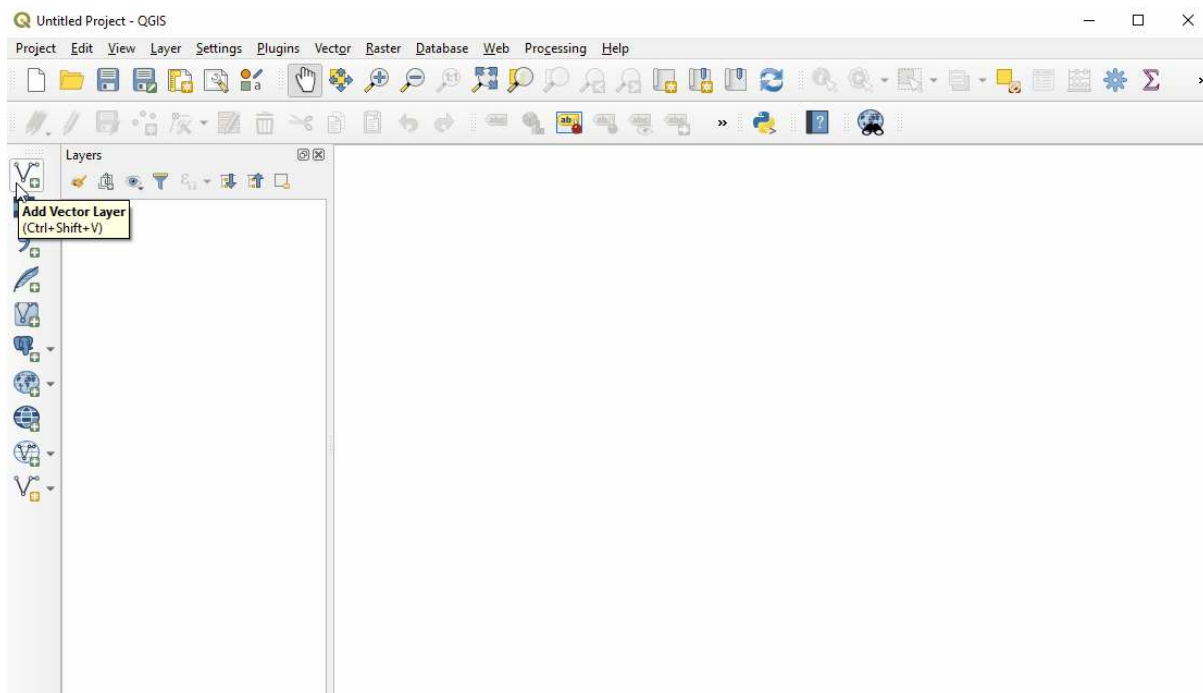 Untitled Project - QGIS
Project Edit View Layer Settings Plugins Vector Raster Database Web Processing Help
Layers
Add Vector Layer
(Ctrl+Shift+V)